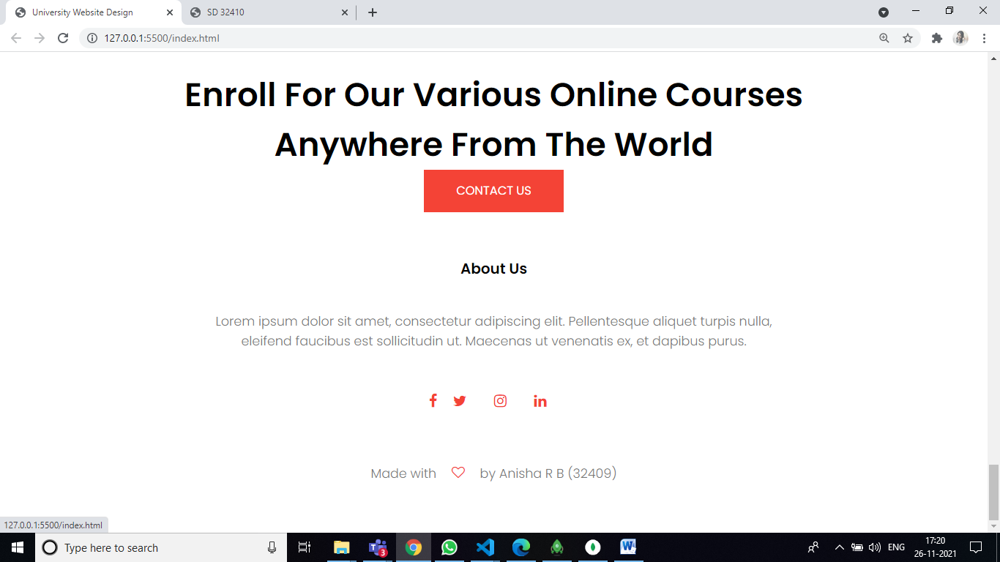 University Website Design
SD 32410
127.0.0.1:5500/index.html
Enroll For Our Various Online Courses
Anywhere From The World
CONTACT US
About Us
Lorem ipsum dolor sit amet, consectetur adipiscing elit. Pellentesque aliquet turpis nulla,
eleifend faucibus est sollicitudin ut. Maecenas ut venenatis ex, et dapibus purus.
Made with by Anisha R B (32409)
127.0.0.1:5500/index.html
Type here to search
3
ENG
17:20
26-11-2021